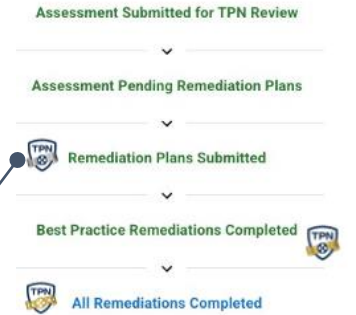 Assessment Submitted for TPN Review
Assessment Pending Remediation Plans
TPN
Remediation Plans Submitted
Best Practice Remediations Completed
TPN
TPN
All Remediations Completed